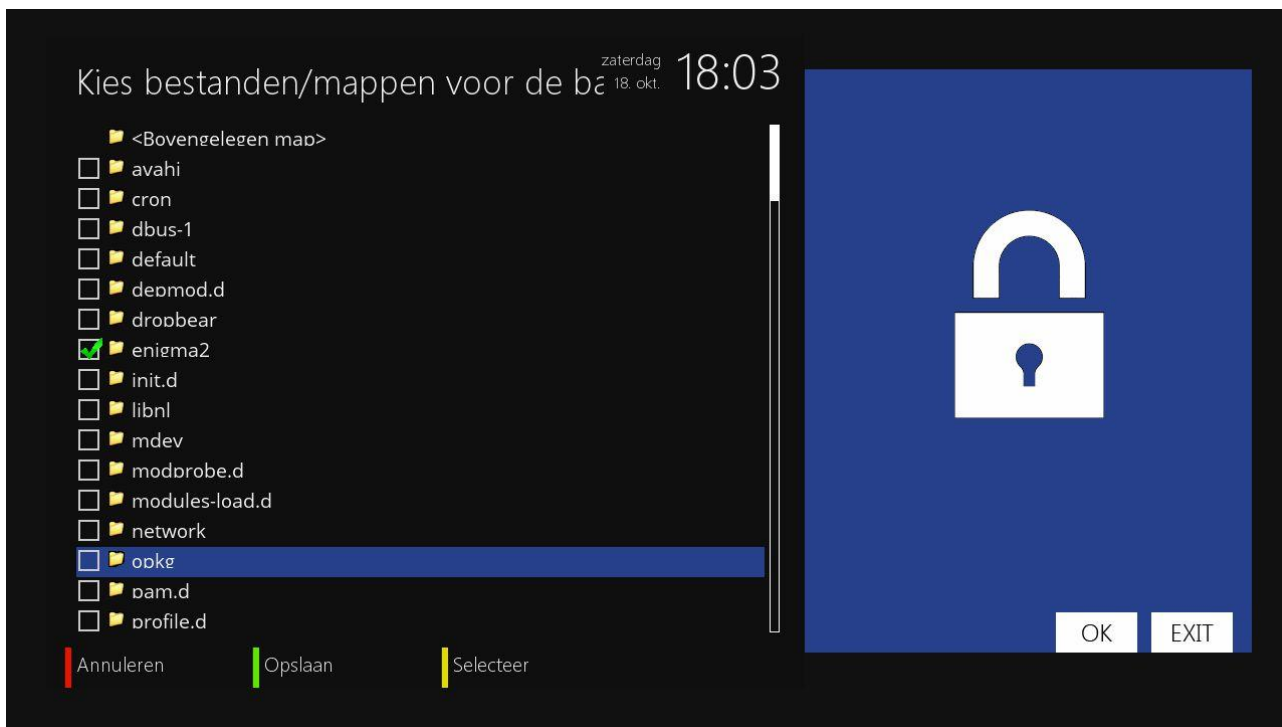 Kies bestanden/mappen voor de ba
zaterdag
18. okt.
18:03
<Bovengelegen map>
avahi
cron
dbus-1
default
depmod.d
dropbear
enigma2
init.d
libnl
mdev
modprobe.d
modules-load.d
network
opkg
pam.d
profile.d
Annuleren
Opslaan
Selecteer
OK
EXIT